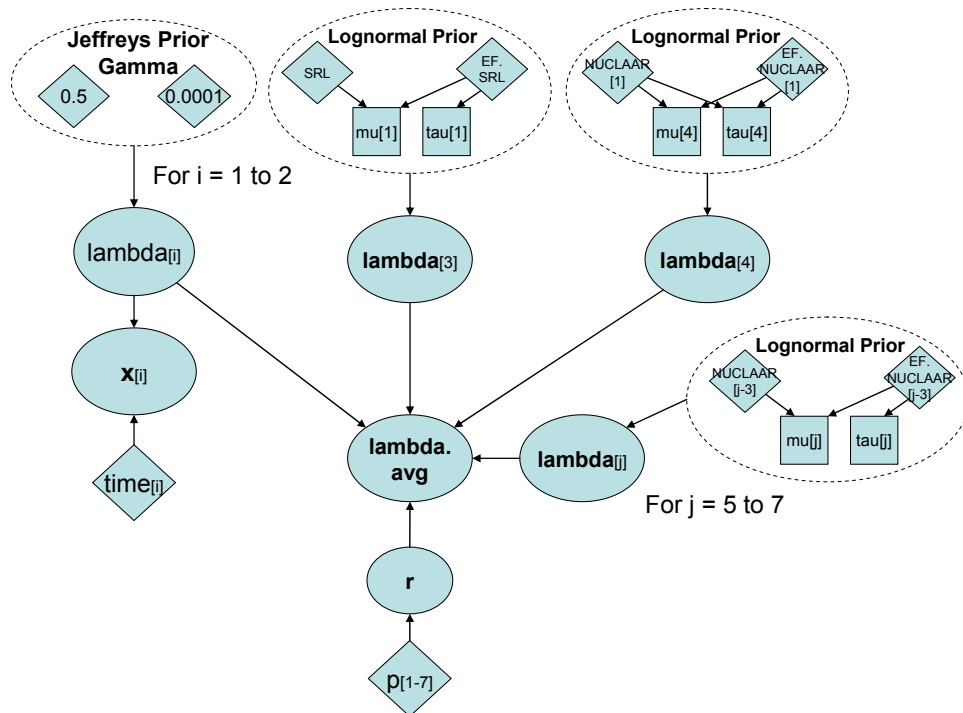 Jeffreys Prior
Gamma
0.5
0.0001
Lognormal Prior
SRL
EF.
SRL
mu[1]
tau[1]
Lognormal Prior
NUCLAAR
[1]
EF.
NUCLAAR
[1]
mu[4]
tau[4]
For i = 1 to 2
lambda[i]
lambda[3]
lambda[4]
x[i]
time[i]
Lognormal Prior
NUCLAAR
[j-3]
EF.
NUCLAAR
[j-3]
mu[j]
tau[j]
lambda.
avg
lambda[j]
For j = 5 to 7
r
p[1-7]